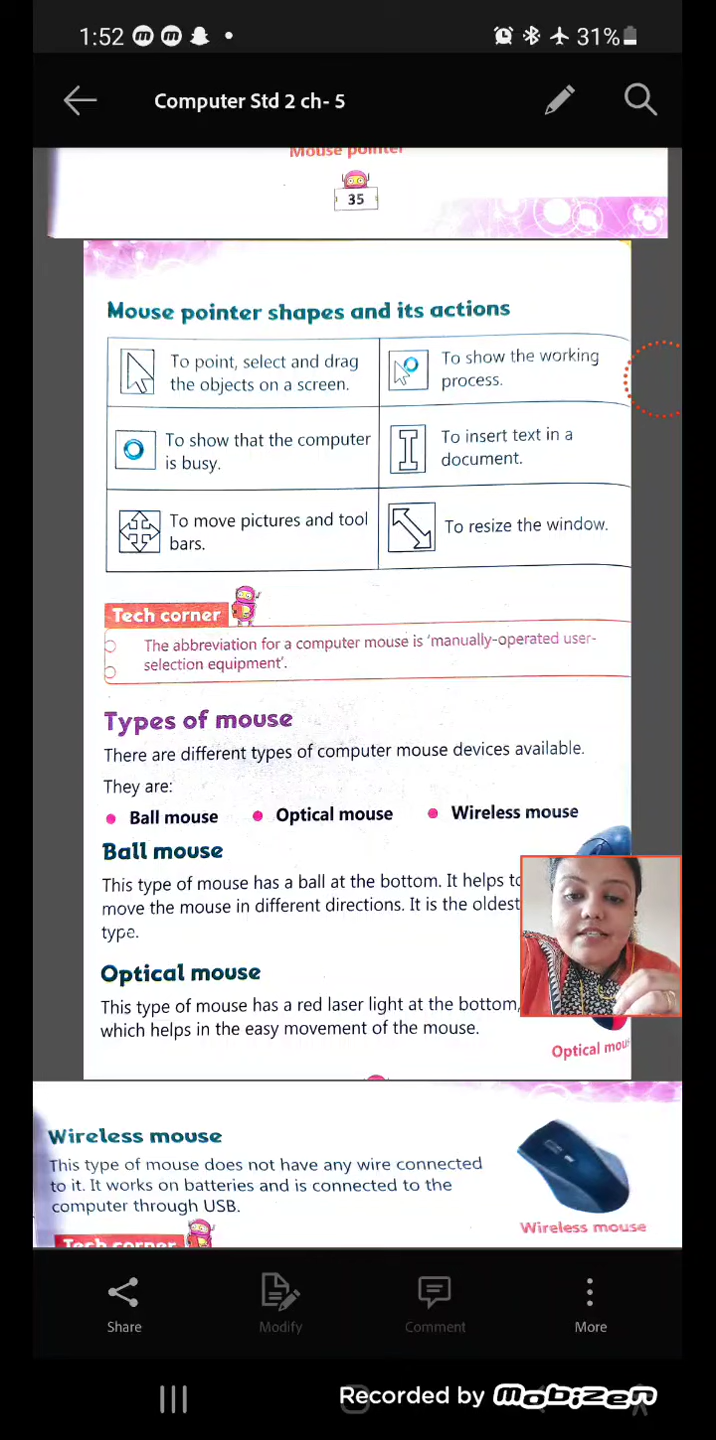 1:52
31%
Computer Std 2 ch- 5
Mouse pointer
35
Mouse pointer shapes and its actions
To point, select and drag
the objects on a screen.
To show the working
process.
To show that the computer
is busy.
To insert text in a
document.
To move pictures and tool
bars.
To resize the window.
Tech corner
The abbreviation for a computer mouse is ‘manually-operated user-
selection equipment’.
Types of mouse
There are different types of computer mouse devices available.
They are:
• Ball mouse • Optical mouse • Wireless mouse
Ball mouse
This type of mouse has a ball at the bottom. It helps to
move the mouse in different directions. It is the oldest
type.
Optical mouse
This type of mouse has a red laser light at the bottom,
which helps in the easy movement of the mouse.
Optical mou
Wireless mouse
This type of mouse does not have any wire connected
to it. It works on batteries and is connected to the
computer through USB.
Wireless mouse
Tech corner
Share
Modify
Comment
More
Recorded by mobizen